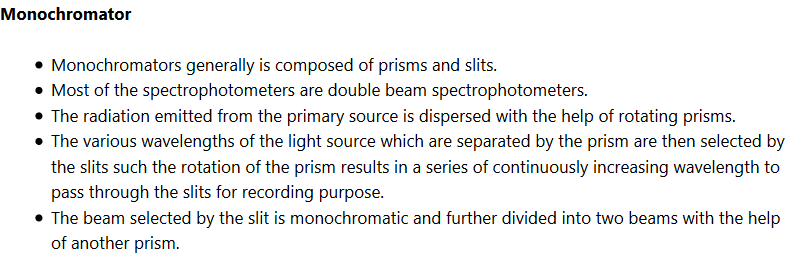 Monochromator
● Monochromators generally is composed of prisms and slits.
● Most of the spectrophotometers are double beam spectrophotometers.
● The radiation emitted from the primary source is dispersed with the help of rotating prisms.
● The various wavelengths of the light source which are separated by the prism are then selected by
the slits such the rotation of the prism results in a series of continuously increasing wavelength to
pass through the slits for recording purpose.
● The beam selected by the slit is monochromatic and further divided into two beams with the help
of another prism.